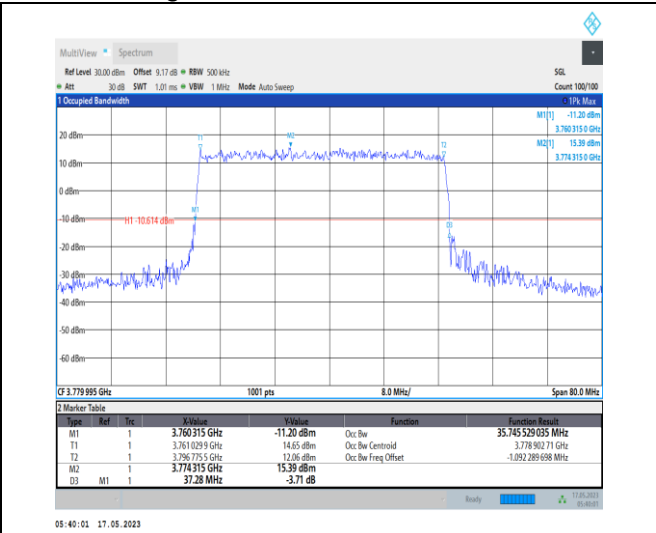 MultiView Spectrum
Ref Level 30.00 dBm Offset 9.17 dB RBW 500 kHz SGL
Att 30 dB SWT 1.01 ms VBW 1 MHz Mode Auto Sweep Count 100/100
1 Occupied Bandwidth 1Pk Max
M1[1] -11.20 dBm
3.760 315 0 GHz
M2[1] 15.39 dBm
3.774 315 0 GHz
20 dBm
T1 M2 T2
10 dBm
0 dBm
M1
-10 dBm H1 -10.614 dBm
D3
-20 dBm
-30 dBm
-40 dBm
-50 dBm
-60 dBm
CF 3.779 995 GHz 1001 pts 8.0 MHz/ Span 80.0 MHz
2 Marker Table
Type Ref Trc X-Value Y-Value Function Function Result
M1 1 3.760 315 GHz -11.20 dBm Occ Bw 35.745 529 035 MHz
T1 1 3.761 029 9 GHz 14.65 dBm Occ Bw Centroid 3.778 902 71 GHz
T2 1 3.796 775 5 GHz 12.06 dBm Occ Bw Freq Offset -1.092 289 698 MHz
M2 1 3.774 315 GHz 15.39 dBm
D3 M1 1 37.28 MHz -3.71 dB
Ready 17.05.2023
05:40:01
05:40:01 17.05.2023